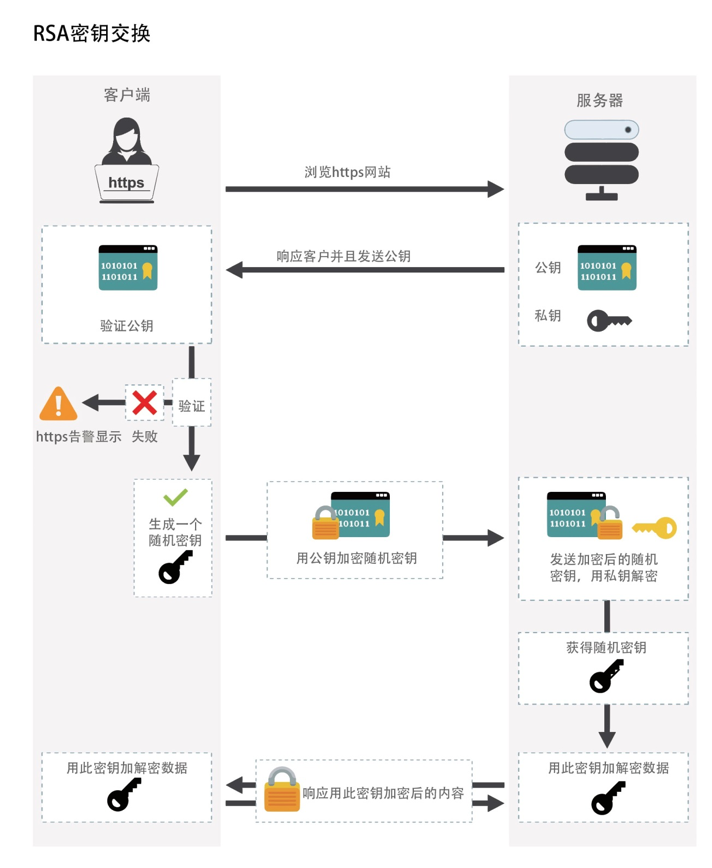 RSA密钥交换
客户端
服务器
https
浏览https网站
响应客户并且发送公钥
1010101
1101011
验证公钥
公钥
1010101
1101011
私钥
验证
https告警显示
失败
生成一个
随机密钥
1010101
101011
用公钥加密随机密钥
1010101
1101011
发送加密后的随机
密钥，用私钥解密
获得随机密钥
用此密钥加解密数据
响应用此密钥加密后的内容
用此密钥加解密数据